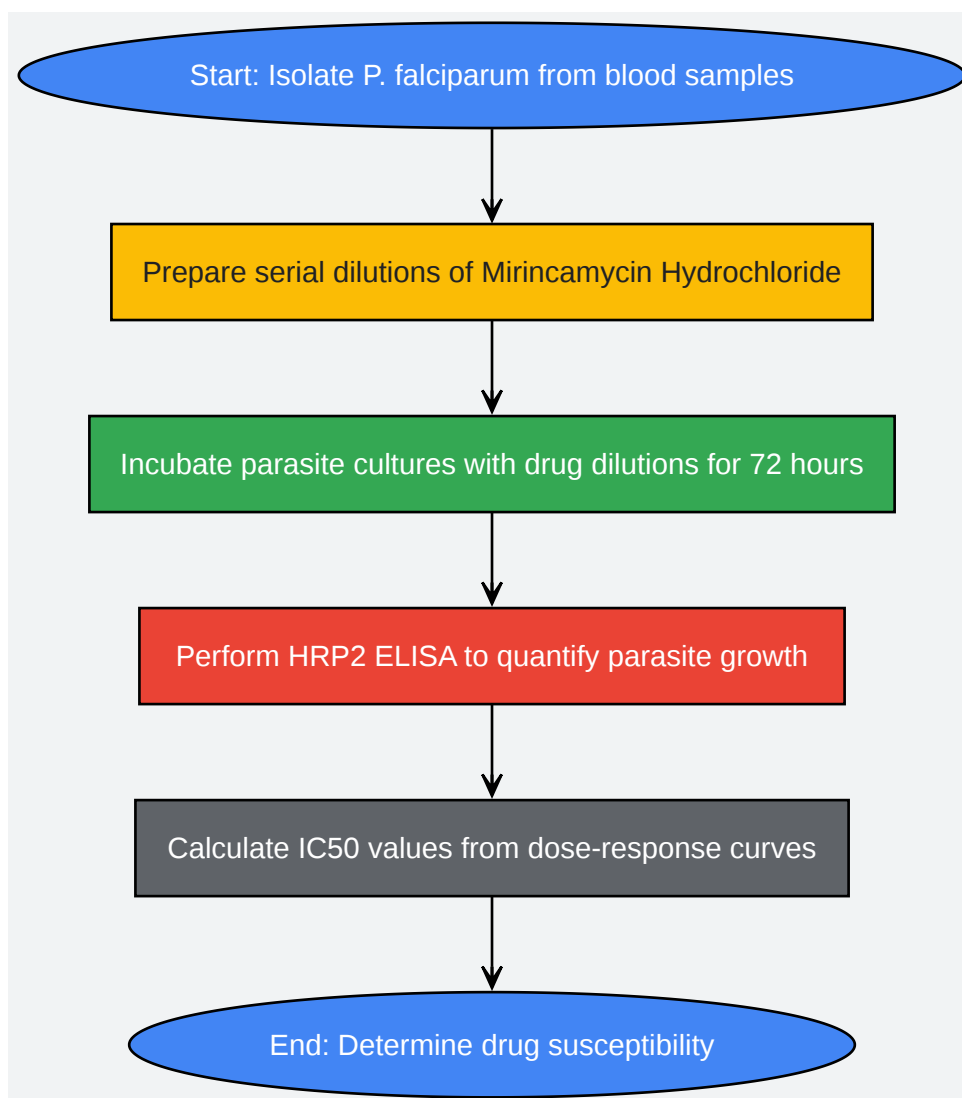 Start: Isolate P. falciparum from blood samples
Prepare serial dilutions of Mirincamycin Hydrochloride
Incubate parasite cultures with drug dilutions for 72 hours
Perform HRP2 ELISA to quantify parasite growth
Calculate IC50 values from dose-response curves
End: Determine drug susceptibility